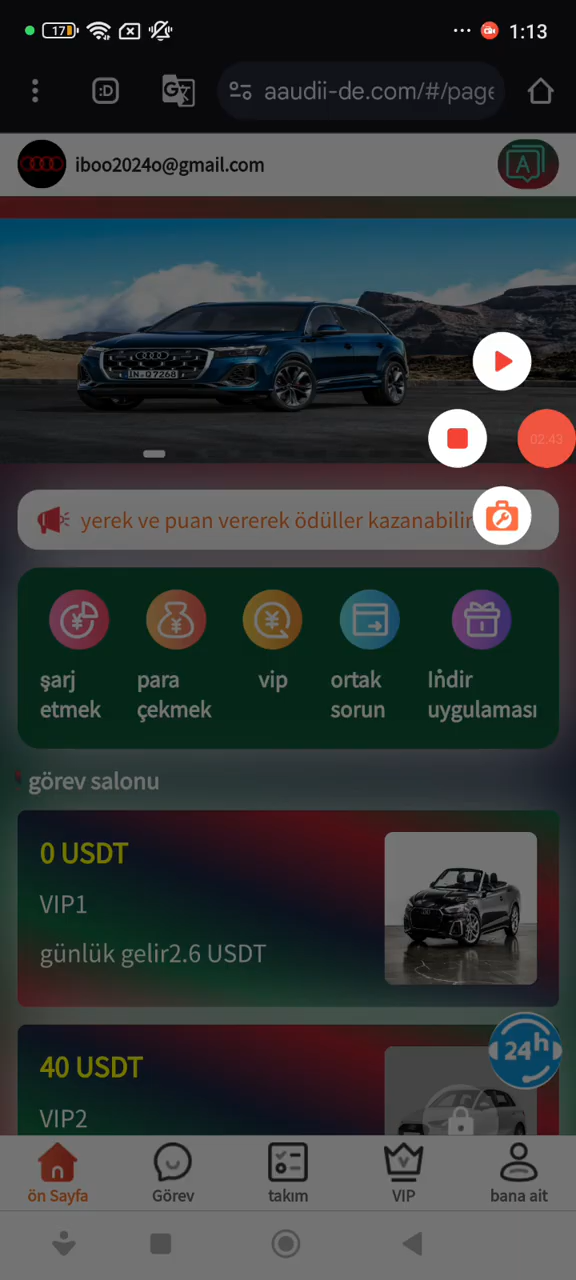 17
1:13
:D
aaudii-de.com/#/page
iboo2024o@gmail.com
A
IN·Q7268
02:43
yerek ve puan vererek ödüller kazanabilir
şarj etmek
para çekmek
vip
ortak sorun
İndir uygulaması
görev salonu
0 USDT
VIP1
günlük gelir2.6 USDT
40 USDT
VIP2
24h
ön Sayfa
Görev
takım
VIP
bana ait